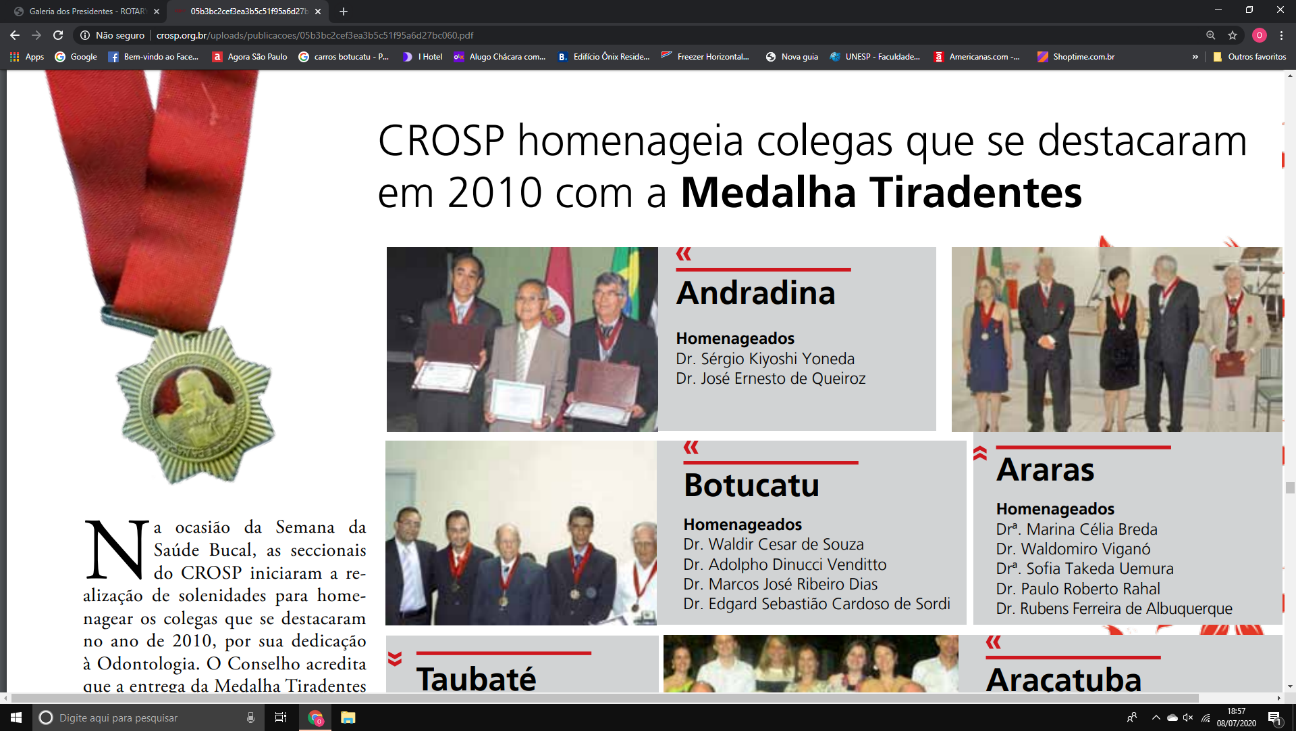 Galeria dos Presidentes - ROTARY
05b3bc2cef3ea3b5c51f95a6d27b
Não seguro
crosp.org.br/uploads/publicacoes/05b3bc2cef3ea3b5c51f95a6d27bc060.pdf
Apps
Google
Bem-vindo ao Face...
Agora São Paulo
carros botucatu - P...
I Hotel
Alugo Chácara com...
Edifício Ônix Reside...
Freezer Horizontal...
Nova guia
UNESP - Faculdade...
Americanas.com -...
Shoptime.com.br
»
Outros favoritos
CROSP homenageia colegas que se destacaram
em 2010 com a Medalha Tiradentes
Andradina
Homenageados
Dr. Sérgio Kiyoshi Yoneda
Dr. José Ernesto de Queiroz
Botucatu
Homenageados
Dr. Waldir Cesar de Souza
Dr. Adolpho Dinucci Venditto
Dr. Marcos José Ribeiro Dias
Dr. Edgard Sebastião Cardoso de Sordi
Araras
Homenageados
Drª. Marina Célia Breda
Dr. Waldomiro Viganó
Drª. Sofia Takeda Uemura
Dr. Paulo Roberto Rahal
Dr. Rubens Ferreira de Albuquerque
Na ocasião da Semana da
Saúde Bucal, as seccionais
do CROSP iniciaram a re-
alização de solenidades para home-
nagear os colegas que se destacaram
no ano de 2010, por sua dedicação
à Odontologia. O Conselho acredita
que a entrega da Medalha Tiradentes
Taubaté
Araçatuba
Digite aqui para pesquisar
18:57
08/07/2020
1